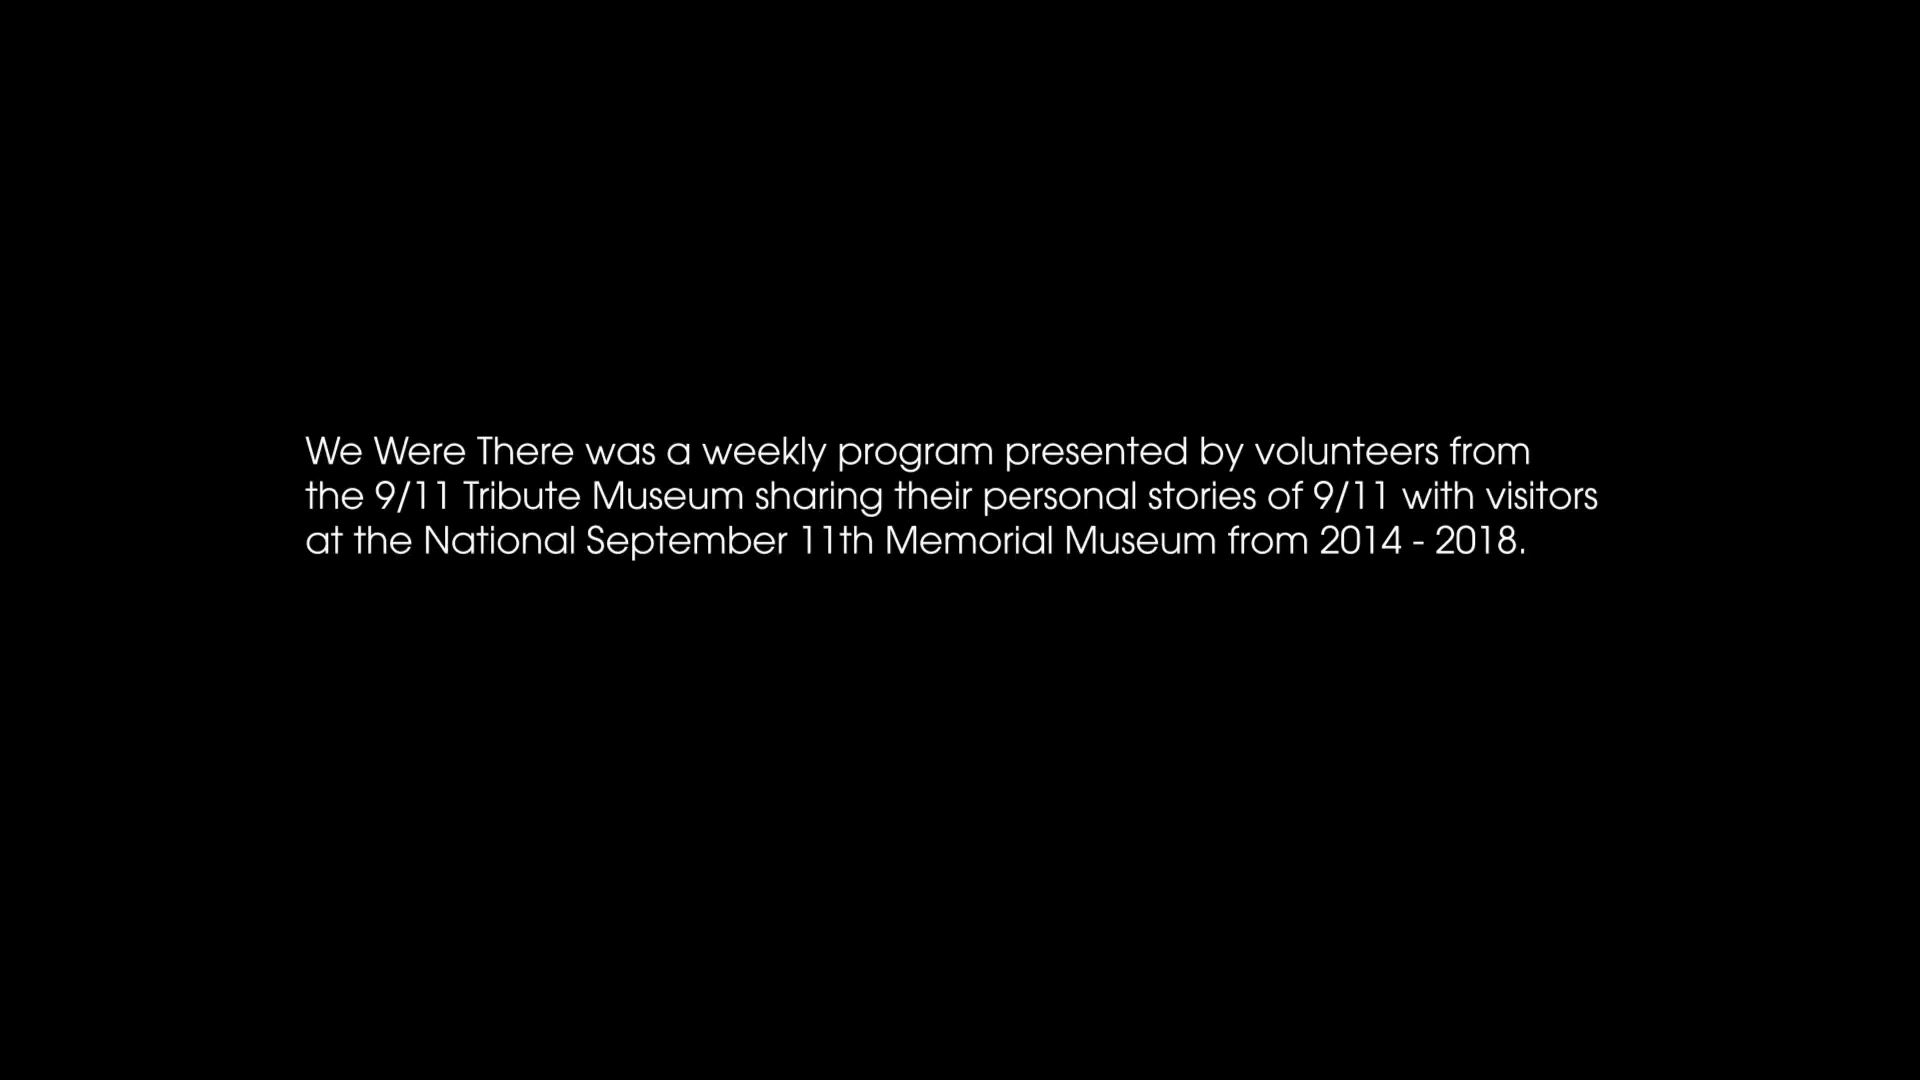 We Were There was a weekly program presented by volunteers from
the 9/11 Tribute Museum sharing their personal stories of 9/11 with visitors
at the National September 11th Memorial Museum from 2014 - 2018.